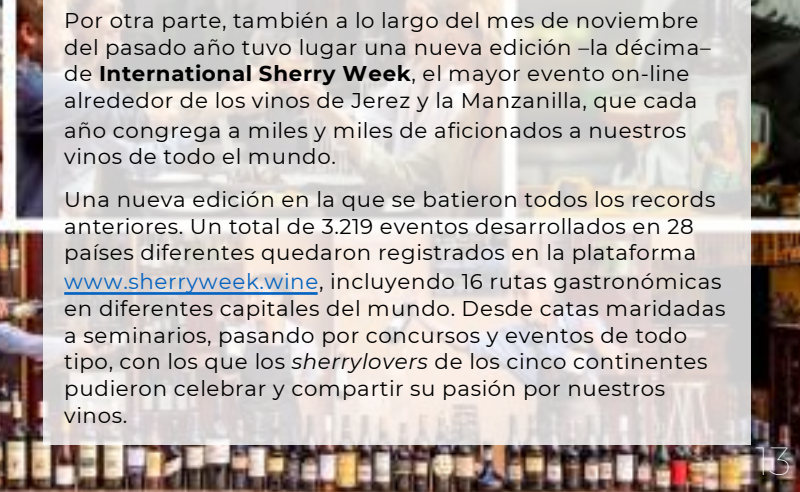 Por otra parte, también a lo largo del mes de noviembre
del pasado año tuvo lugar una nueva edición –la décima–
de International Sherry Week, el mayor evento on-line
alrededor de los vinos de Jerez y la Manzanilla, que cada
año congrega a miles y miles de aficionados a nuestros
vinos de todo el mundo.
Una nueva edición en la que se batieron todos los records
anteriores. Un total de 3.219 eventos desarrollados en 28
países diferentes quedaron registrados en la plataforma
www.sherryweek.wine, incluyendo 16 rutas gastronómicas
en diferentes capitales del mundo. Desde catas maridadas
a seminarios, pasando por concursos y eventos de todo
tipo, con los que los sherrylovers de los cinco continentes
pudieron celebrar y compartir su pasión por nuestros
vinos.
13